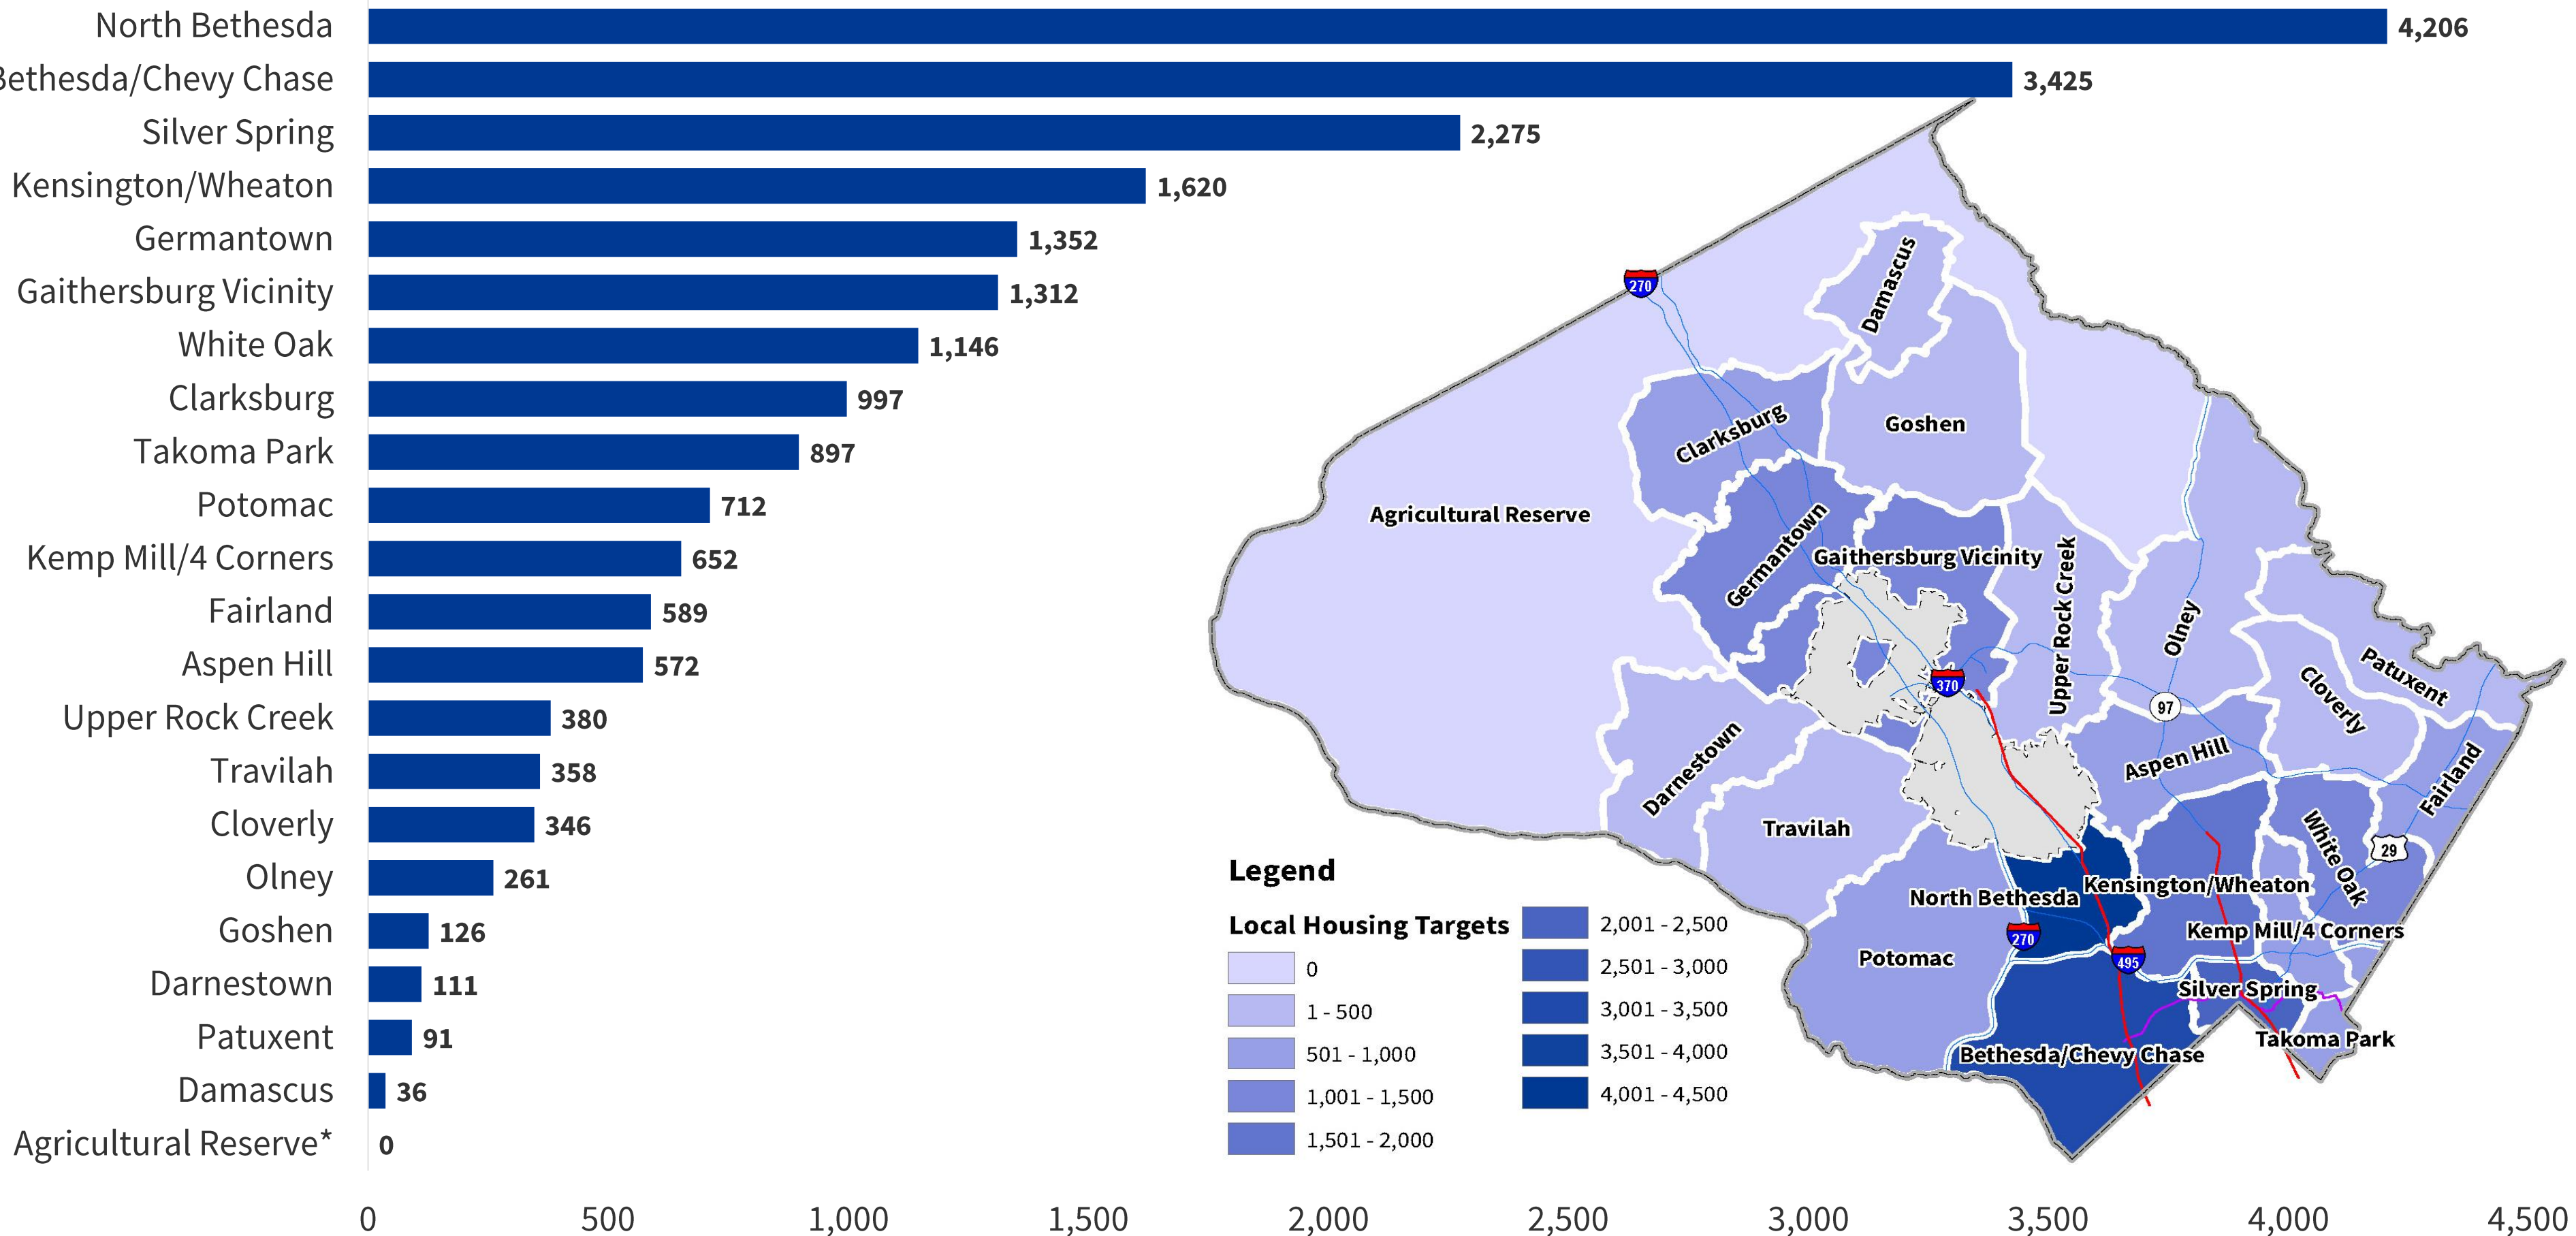 North Bethesda 4,206
Bethesda/Chevy Chase 3,425
Silver Spring 2,275
Kensington/Wheaton 1,620
Germantown 1,352
Gaithersburg Vicinity 1,312
White Oak 1,146
Clarksburg 997
Takoma Park 897
Potomac 712
Kemp Mill/4 Corners 652
Fairland 589
Aspen Hill 572
Upper Rock Creek 380
Travilah 358
Cloverly 346
Olney 261
Goshen 126
Darnestown 111
Patuxent 91
Damascus 36
Agricultural Reserve* 0
0 500 1,000 1,500 2,000 2,500 3,000 3,500 4,000 4,500
270
Damascus
Clarksburg
Goshen
Agricultural Reserve
Germantown
Gaithersburg Vicinity
Upper Rock Creek
Olney
Patuxent
Cloverly
370
97
Darnestown
Aspen Hill
Fairland
Travilah
White Oak
29
North Bethesda
Kensington/Wheaton
270
Kemp Mill/4 Corners
Potomac
495
Silver Spring
Takoma Park
Bethesda/Chevy Chase
Legend
Local Housing Targets
0
1 - 500
501 - 1,000
1,001 - 1,500
1,501 - 2,000
2,001 - 2,500
2,501 - 3,000
3,001 - 3,500
3,501 - 4,000
4,001 - 4,500